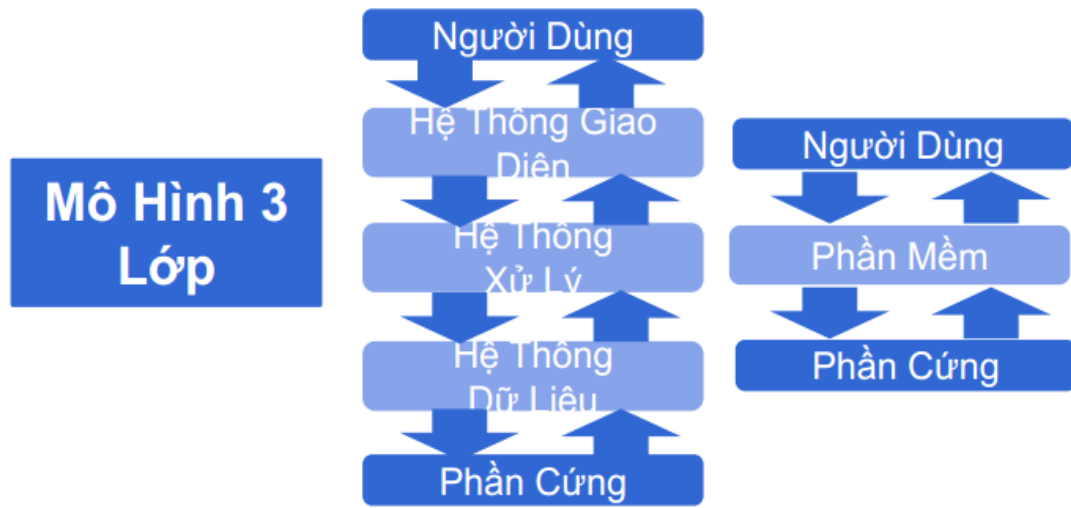 Mô Hình 3
Lớp
Người Dùng
Hệ Thống Giao
Diện
Hệ Thống
Xử Lý
Hệ Thống
Dữ Liệu
Phần Cứng
Người Dùng
Phần Mềm
Phần Cứng